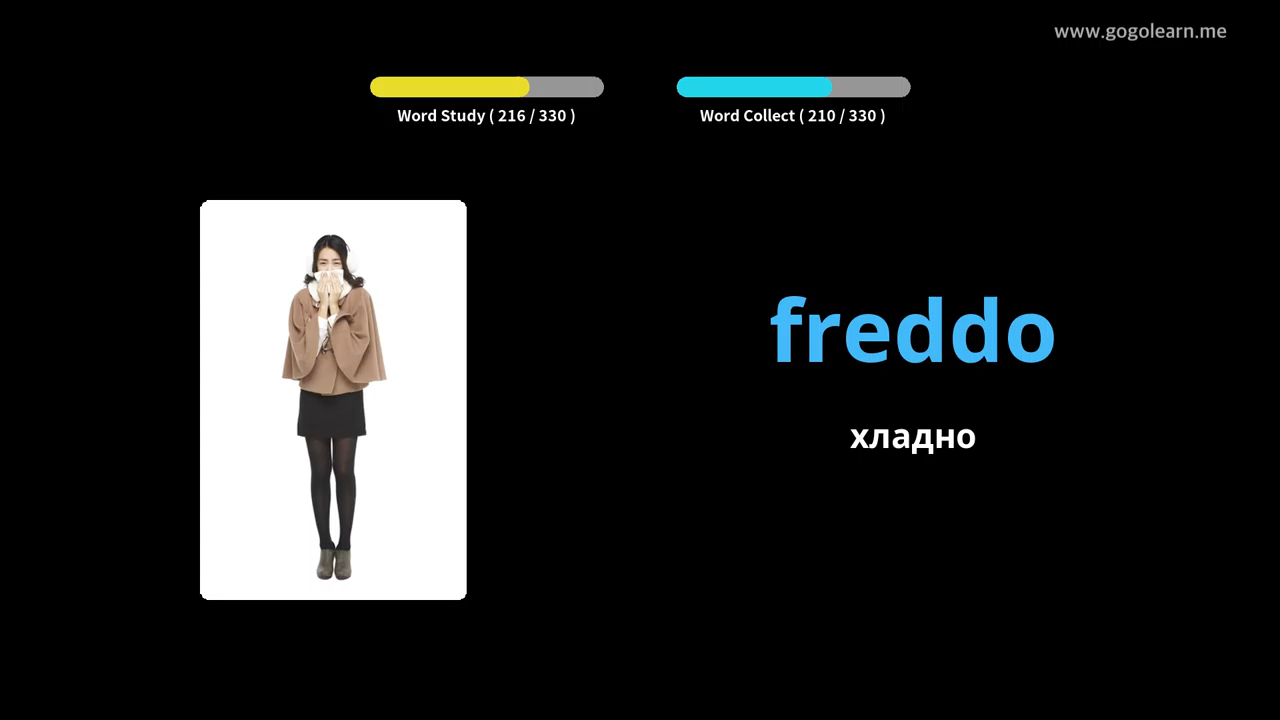 www.gogolearn.me
Word Study ( 216 / 330 )
Word Collect ( 210 / 330 )
freddo
хладно